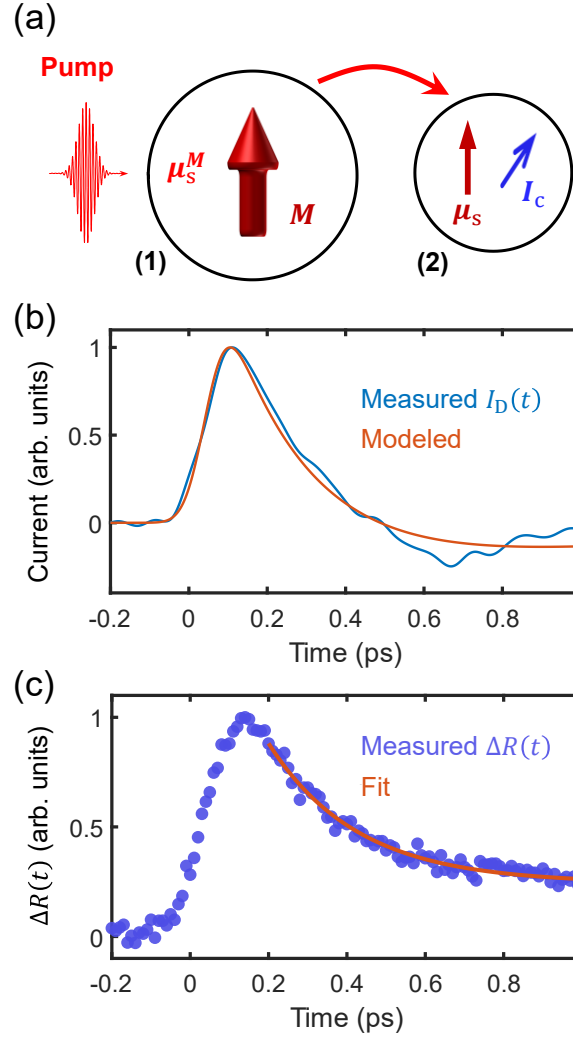 (a)
Pump
μ_s^M
M
(1)
μ_s
I_c
(2)
(b)
Current (arb. units)
1
0.5
0
Measured I_D(t)
Modeled
-0.2 0 0.2 0.4 0.6 0.8
Time (ps)
(c)
ΔR(t) (arb. units)
1
0.5
0
Measured ΔR(t)
Fit
-0.2 0 0.2 0.4 0.6 0.8
Time (ps)